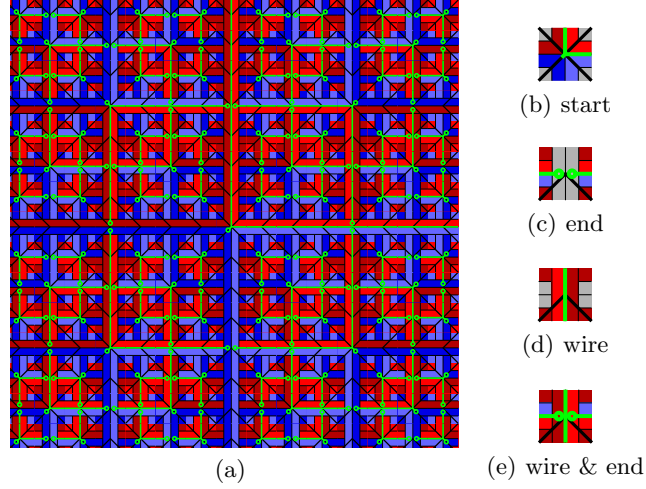 (b) start
(c) end
(d) wire
(e) wire & end
(a)